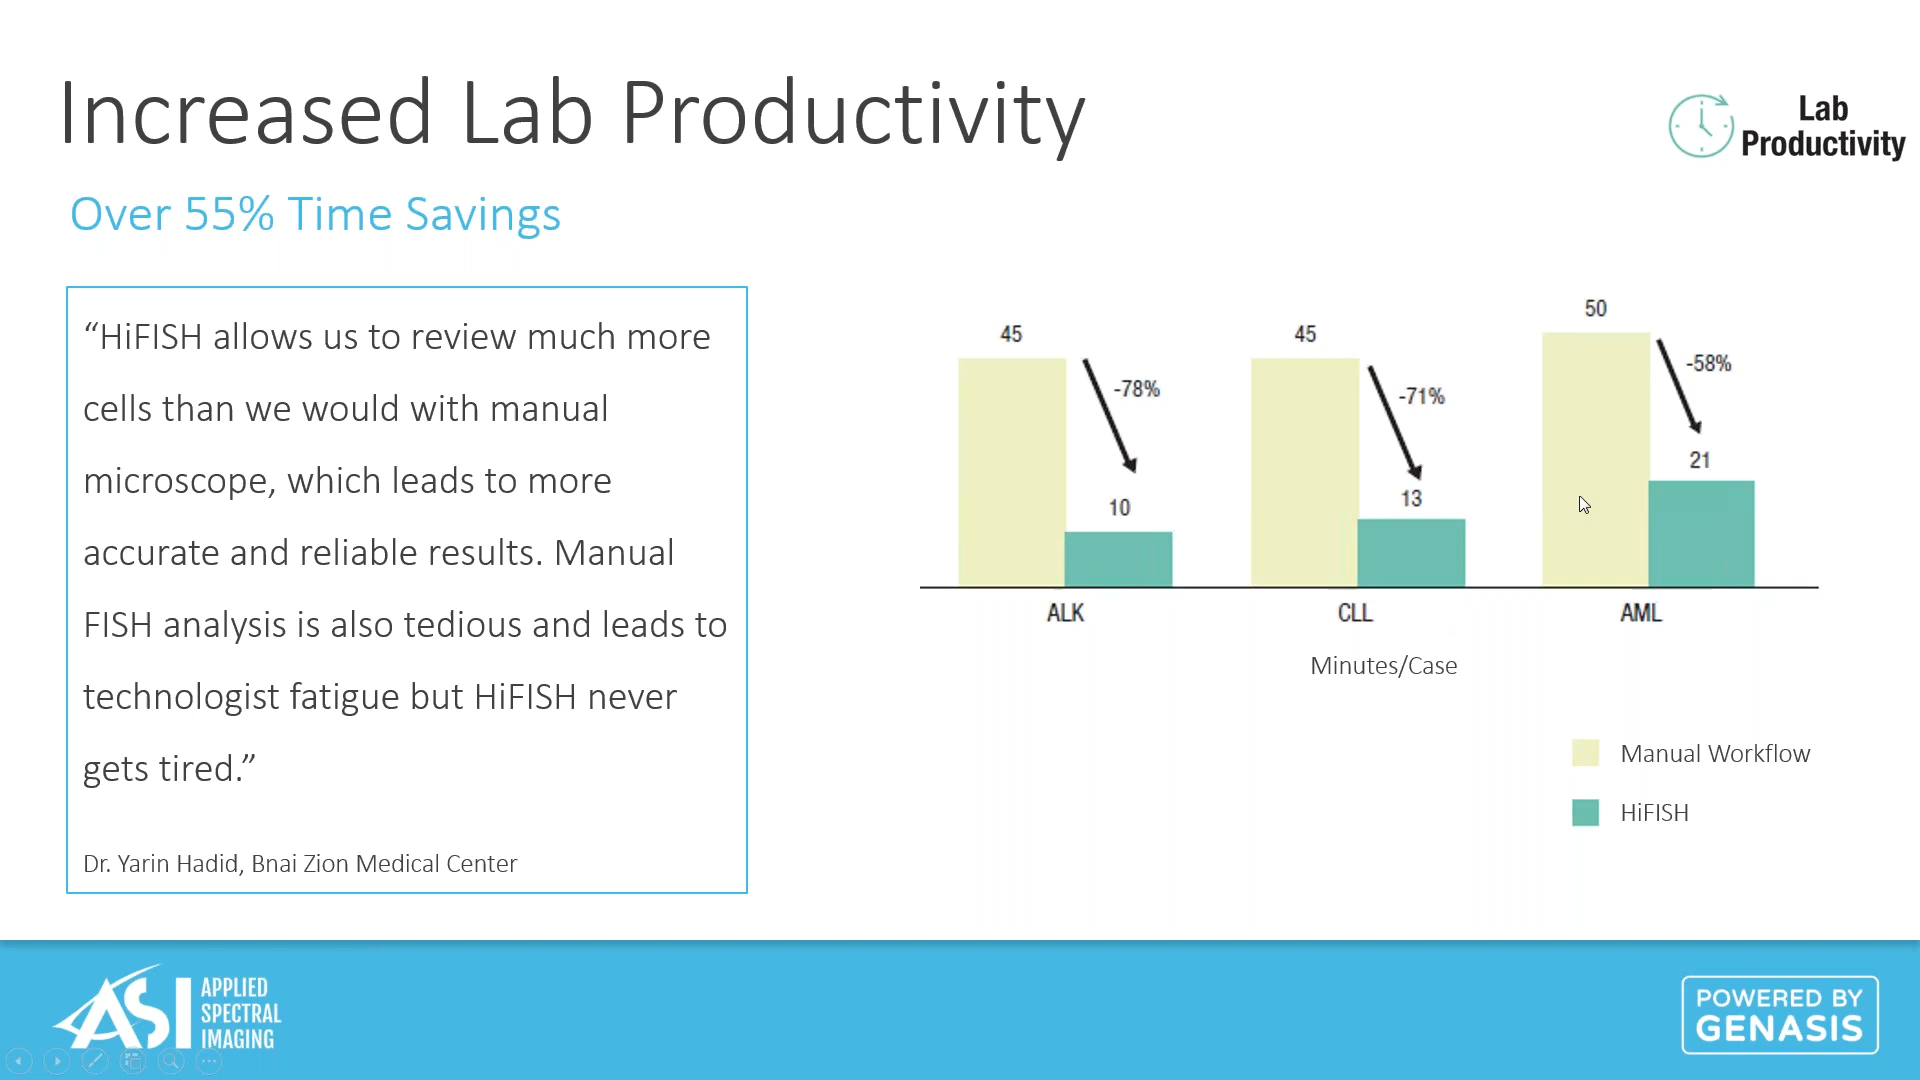 Increased Lab Productivity
Lab
Productivity
Over 55% Time Savings
“HiFISH allows us to review much more
cells than we would with manual
microscope, which leads to more
accurate and reliable results. Manual
FISH analysis is also tedious and leads to
technologist fatigue but HiFISH never
gets tired.”
Dr. Yarin Hadid, Bnai Zion Medical Center
45
-78%
10
45
-71%
13
50
-58%
21
ALK
CLL
AML
Minutes/Case
Manual Workflow
HiFISH
ASI
APPLIED
SPECTRAL
IMAGING
POWERED BY
GENASIS